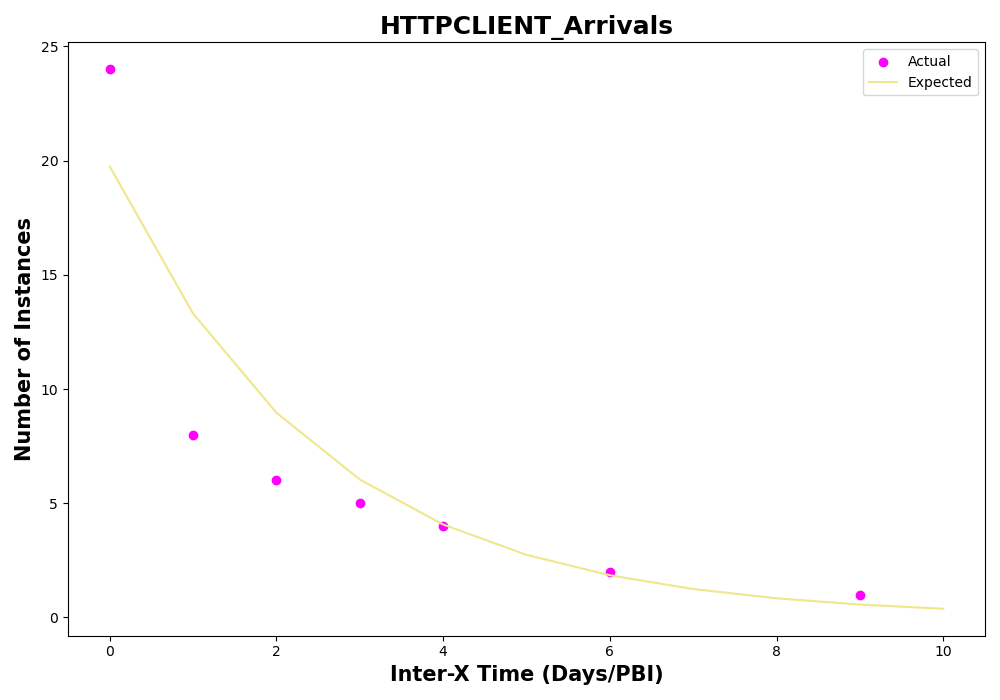 HTTPCLIENT_Arrivals
Actual
Expected
Number of Instances
25
20
15
10
5
0
0 2 4 6 8 10
Inter-X Time (Days/PBI)